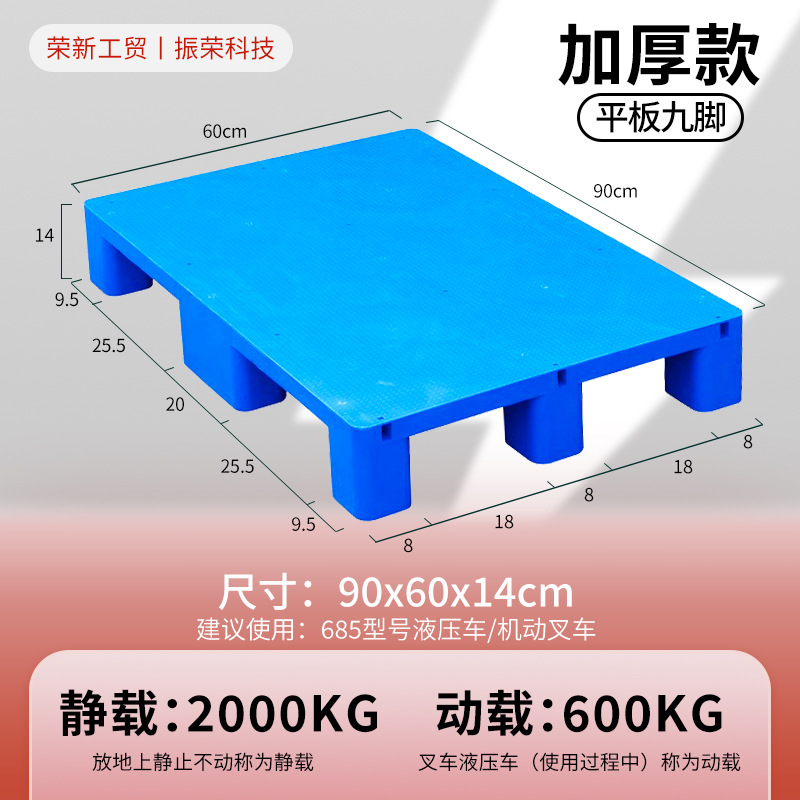 荣新工贸丨振荣科技
加厚款
平板九脚
60cm
90cm
14
9.5
25.5
20
25.5
9.5
8
18
8
18
8
尺寸：90x60x14cm
建议使用：685型号液压车/机动叉车
静载：2000KG
放地上静止不动称为静载
动载：600KG
叉车液压车（使用过程中）称为动载